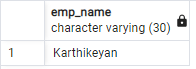 emp_name
character varying (30)
1 Karthikeyan